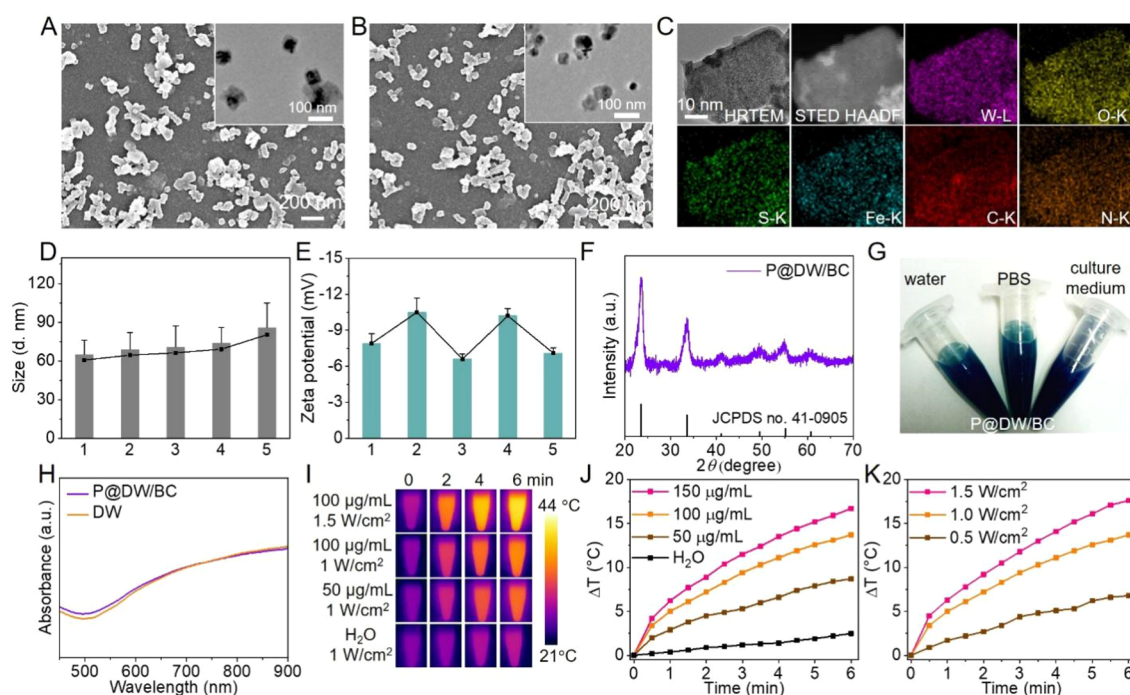 A
100 nm
200 nm
B
100 nm
200 nm
C
10 nm
HRTEM
STED HAADF
W-L
O-K
S-K
Fe-K
C-K
N-K
D
Size (d. nm)
120
90
60
30
0
1 2 3 4 5
E
Zeta potential (mV)
-15
-12
-9
-6
-3
0
1 2 3 4 5
F
P@DW/BC
Intensity (a.u.)
JCPDS no. 41-0905
20 30 40 50 60 70
2θ (degree)
G
water
PBS
culture
medium
P@DW/BC
H
P@DW/BC
DW
Absorbance (a.u.)
500 600 700 800 900
Wavelength (nm)
I
0 2 4 6 min
100 μg/mL
1.5 W/cm²
100 μg/mL
1 W/cm²
50 μg/mL
1 W/cm²
H₂O
1 W/cm²
44 °C
21°C
J
ΔT (°C)
20
15
10
5
0
150 μg/mL
100 μg/mL
50 μg/mL
H₂O
0 1 2 3 4 5 6
Time (min)
K
ΔT (°C)
20
15
10
5
0
1.5 W/cm²
1.0 W/cm²
0.5 W/cm²
0 1 2 3 4 5 6
Time (min)